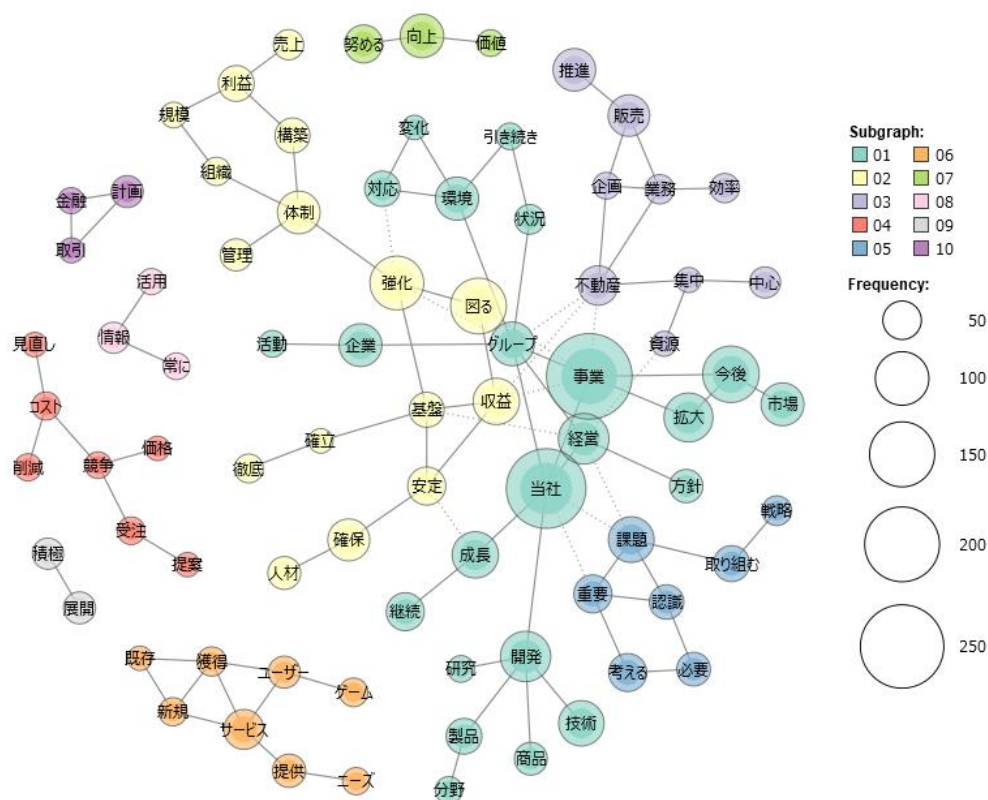 売上
努める
向上
価値
利益
推進
規模
構築
変化
引き続き
販売
組織
計画
金融
対応
環境
企画
業務
効率
体制
状況
取引
管理
活用
強化
図る
不動産
集中
中心
情報
常に
見直し
活動
企業
グループ
資源
事業
今後
コスト
基盤
収益
拡大
市場
確立
経営
価格
削減
競争
徹底
安定
当社
方針
受注
戦略
提案
積極
確保
成長
課題
取り組む
人材
重要
認識
展開
継続
既存
獲得
ユーザー
研究
開発
考える
必要
ゲーム
新規
サービス
製品
技術
商品
提供
ニーズ
分野
Subgraph:
01
06
02
07
03
08
04
09
05
10
Frequency:
50
100
150
200
250